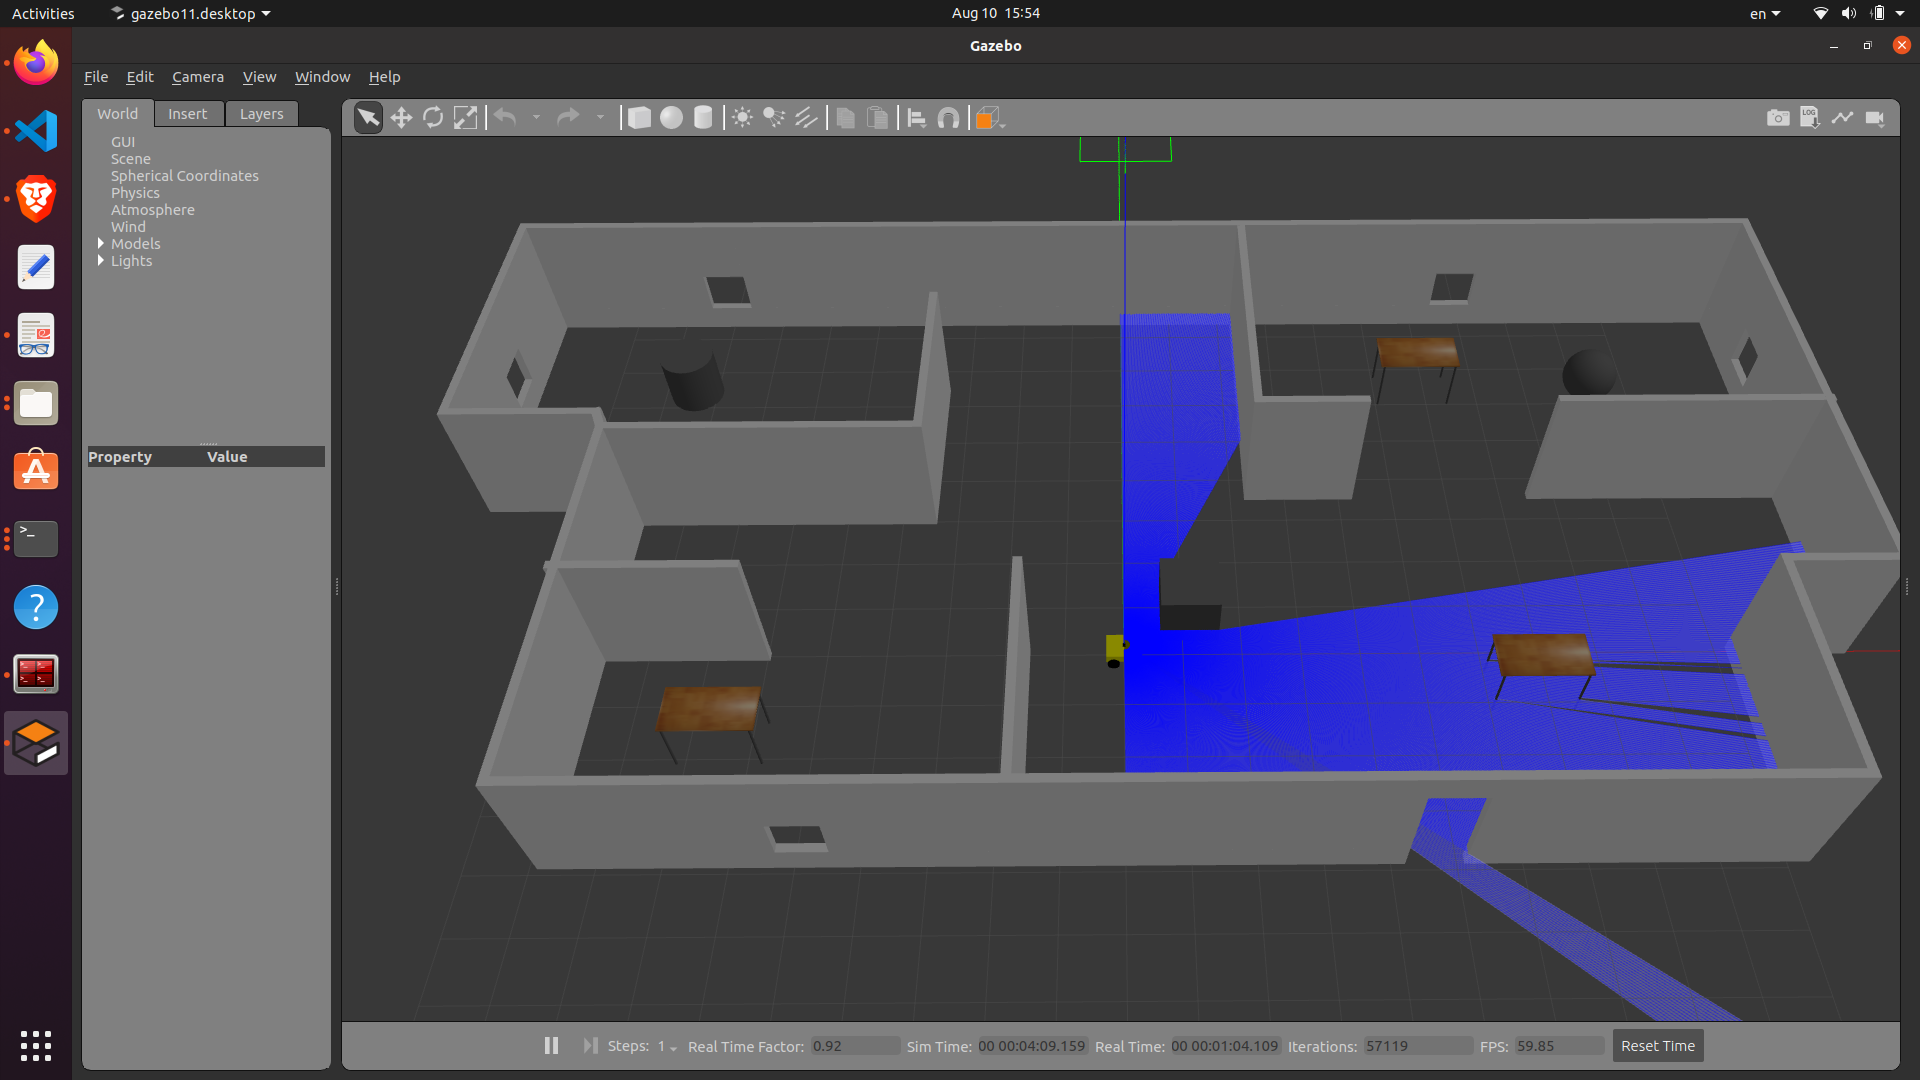 Activities gazebo11.desktop Aug 10 15:54 en
Gazebo
File Edit Camera View Window Help
World Insert Layers
LOG
GUI
Scene
Spherical Coordinates
Physics
Atmosphere
Wind
Models
Lights
Property Value
Steps: 1 Real Time Factor: 0.92 Sim Time: 00 00:04:09.159 Real Time: 00 00:01:04.109 Iterations: 57119 FPS: 59.85 Reset Time